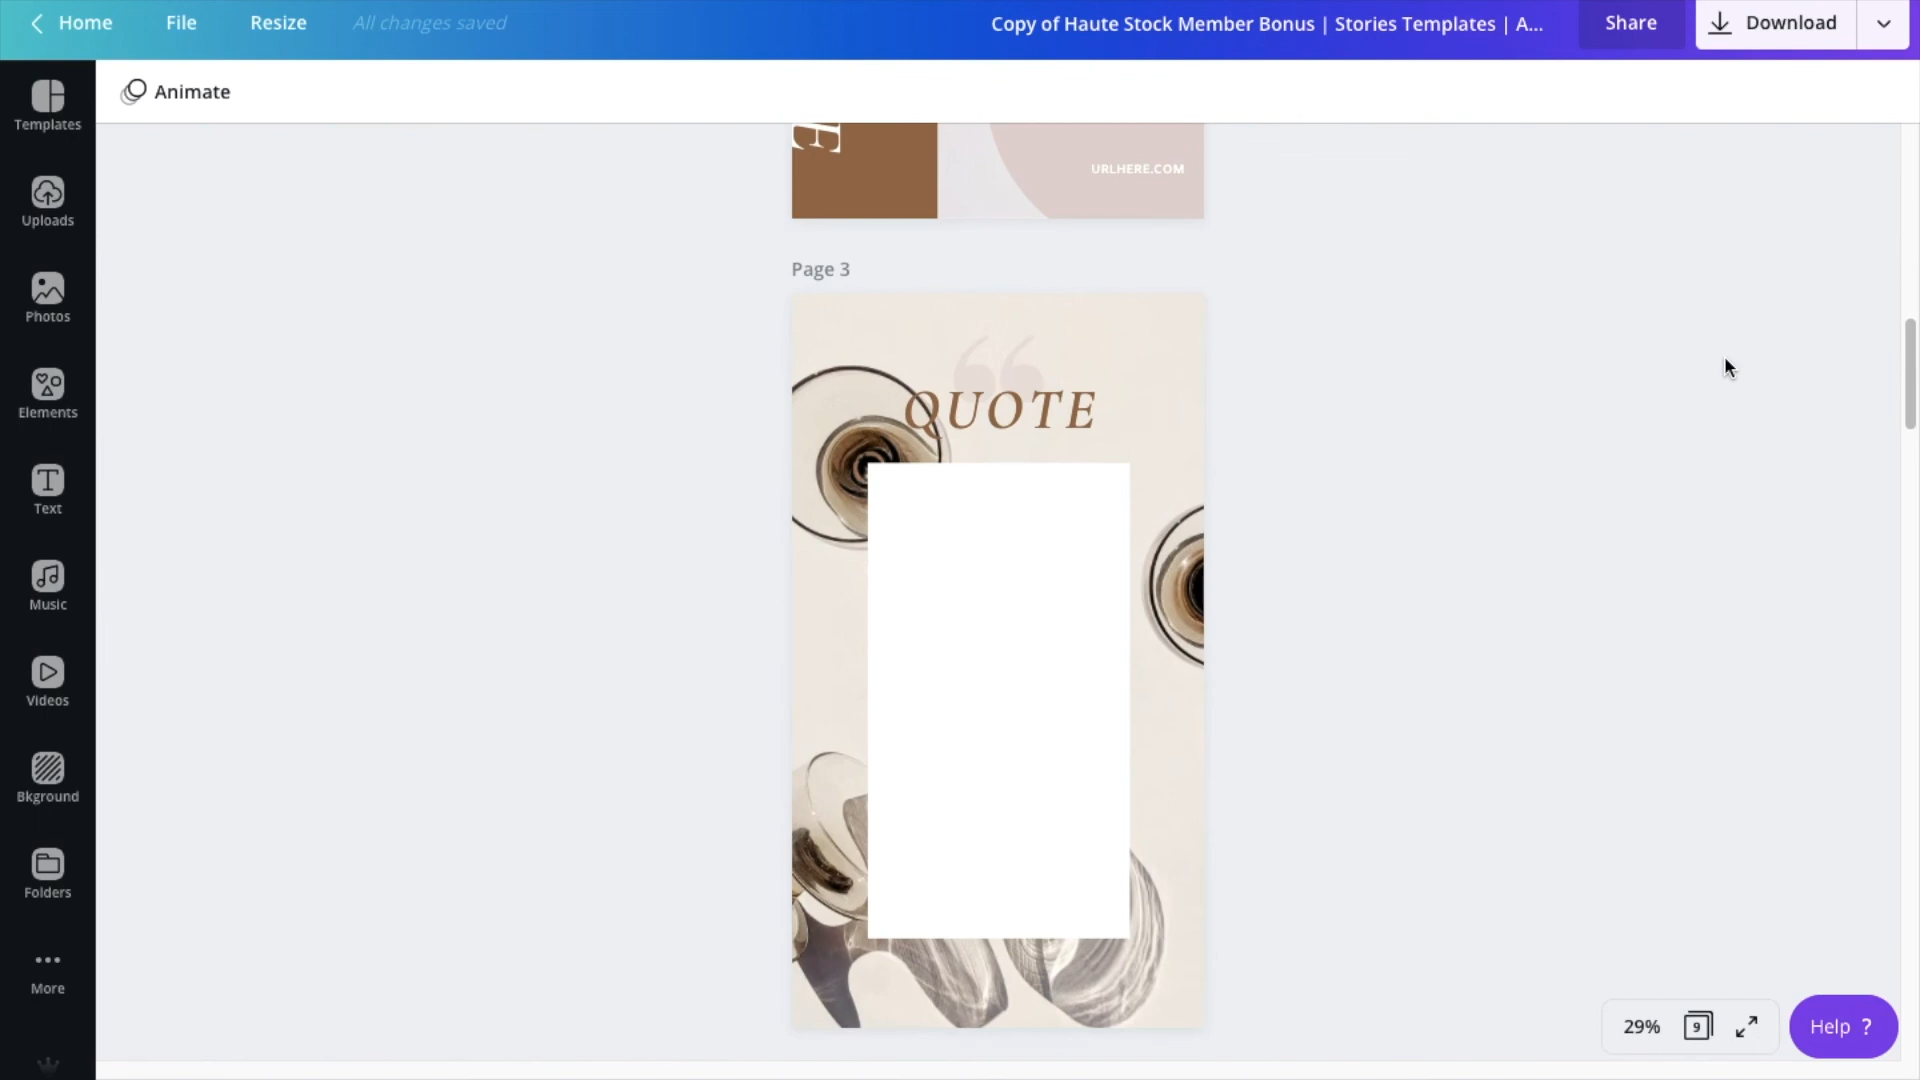 Home File Resize All changes saved Copy of Haute Stock Member Bonus | Stories Templates | A... Share Download
Animate
Templates
Uploads
Photos
Elements
Text
Music
Videos
Bkground
Folders
More
E
URLHERE.COM
Page 3
“
QUOTE
29% 9 Help ?